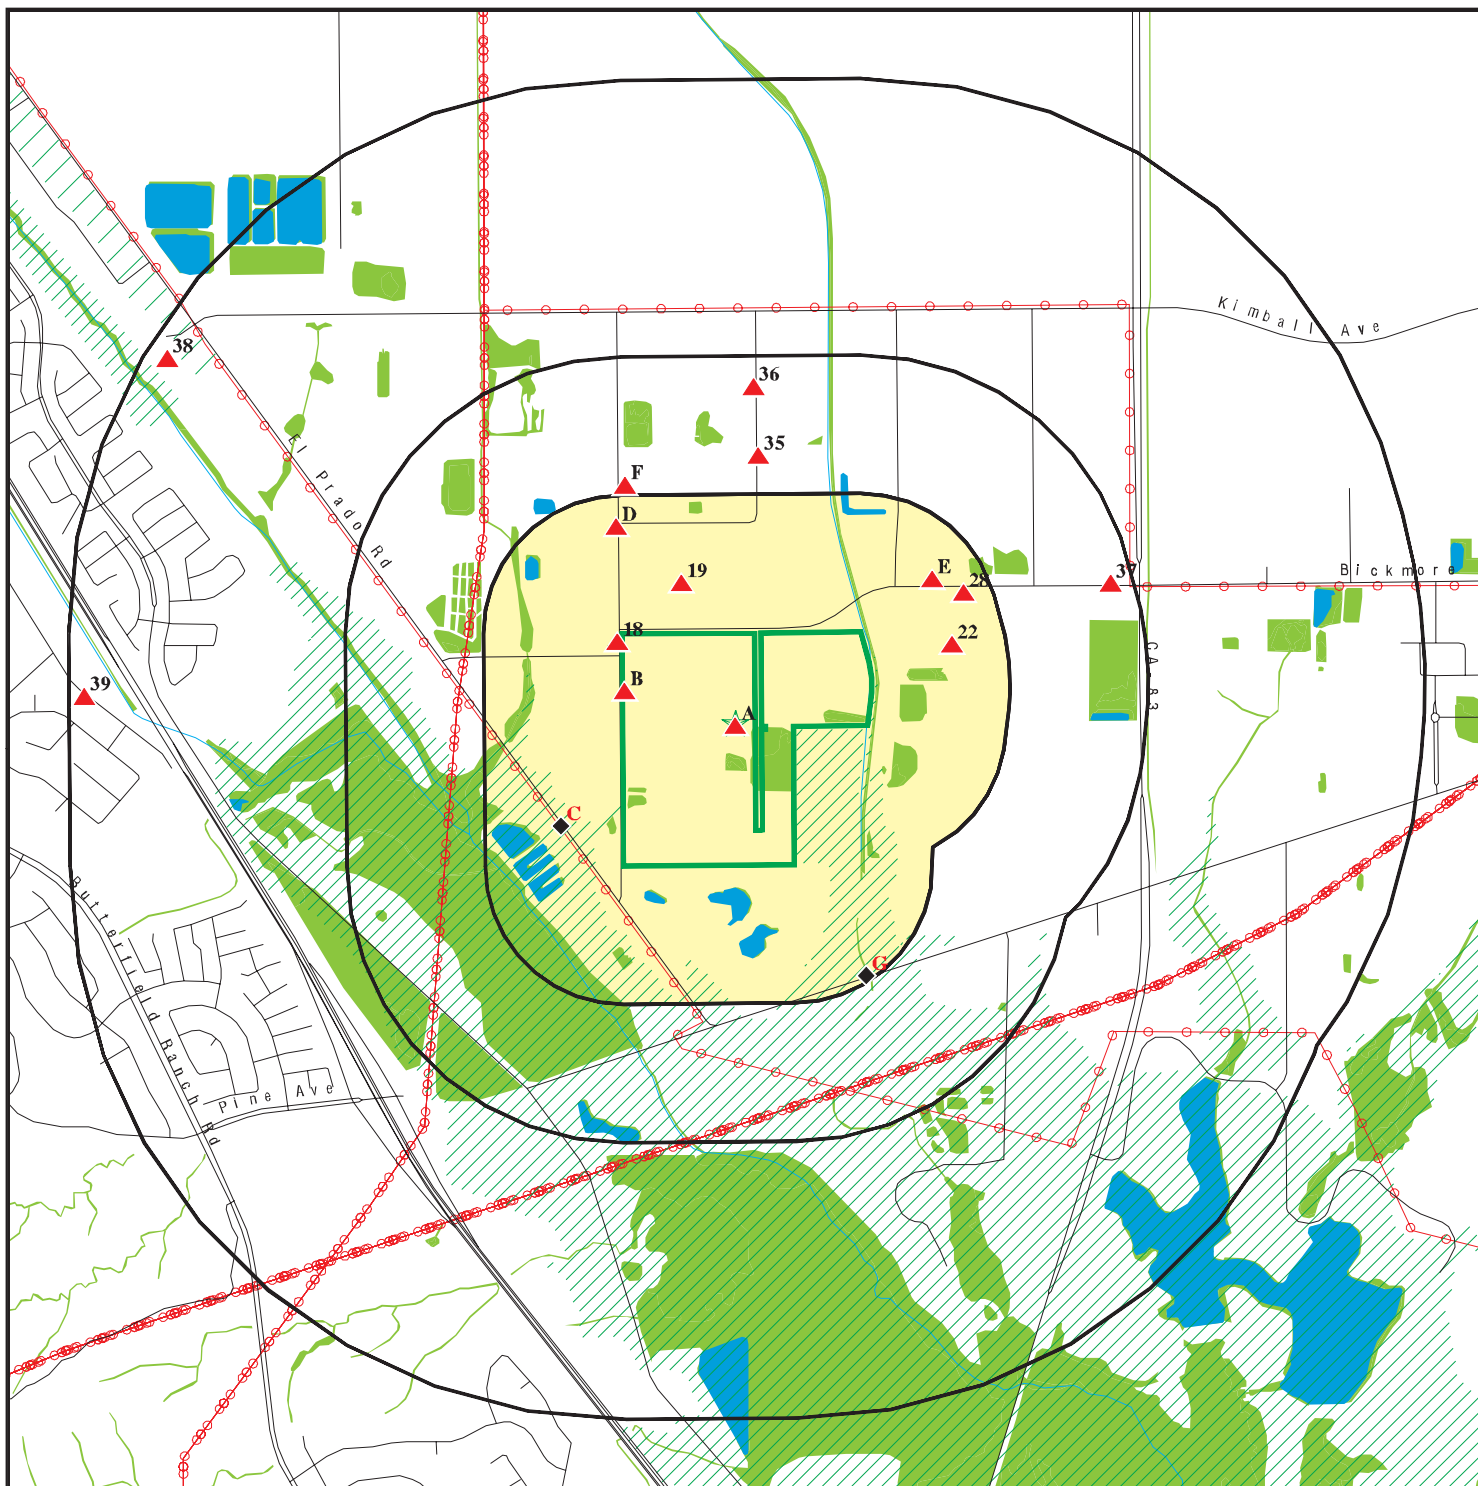 Kimball Ave
38
36
El Prado Rd
35
F
D
19
E
28
37
Bickmore
18
22
CA-83
B
39
A
C
Butterfield Ranch Rd
G
Pine Ave